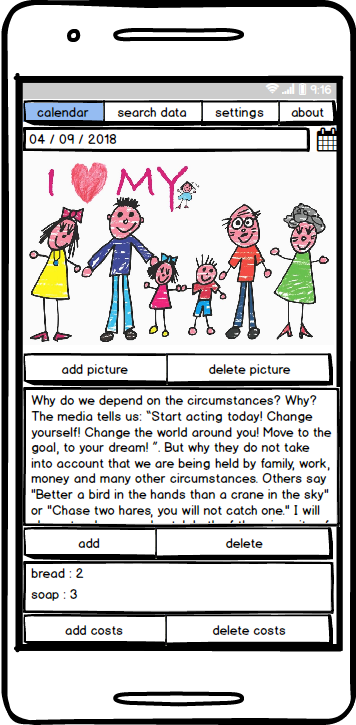 9:16
calendar search data settings about
04 / 09 / 2018
I MY
add picture delete picture
Why do we depend on the circumstances? Why?
The media tells us: "Start acting today! Change
yourself! Change the world around you! Move to the
goal, to your dream! ". But why they do not take
into account that we are being held by family, work,
money and many other circumstances. Others say
"Better a bird in the hands than a crane in the sky"
or "Chase two hares, you will not catch one." I will
add delete
bread : 2
soap : 3
add costs delete costs